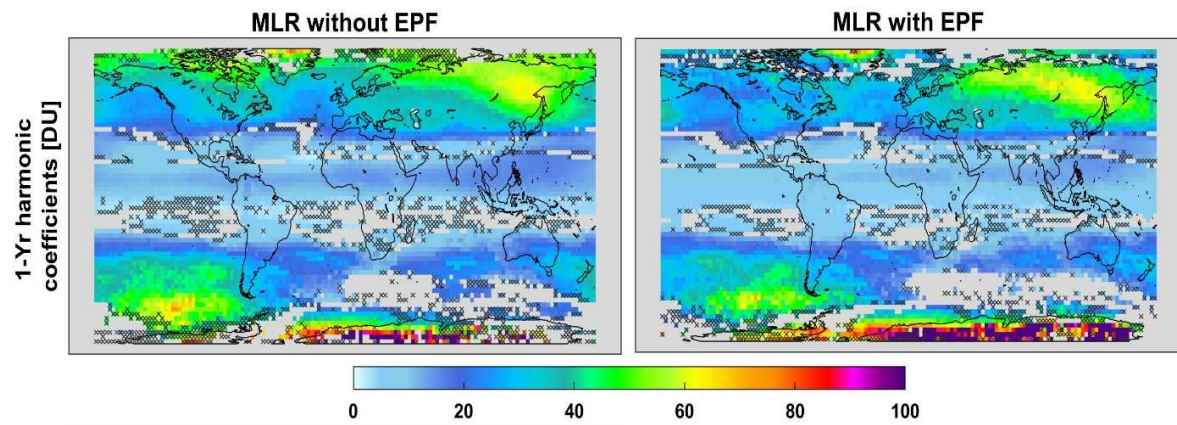 MLR without EPF
MLR with EPF
1-Yr harmonic
coefficients [DU]
0 20 40 60 80 100